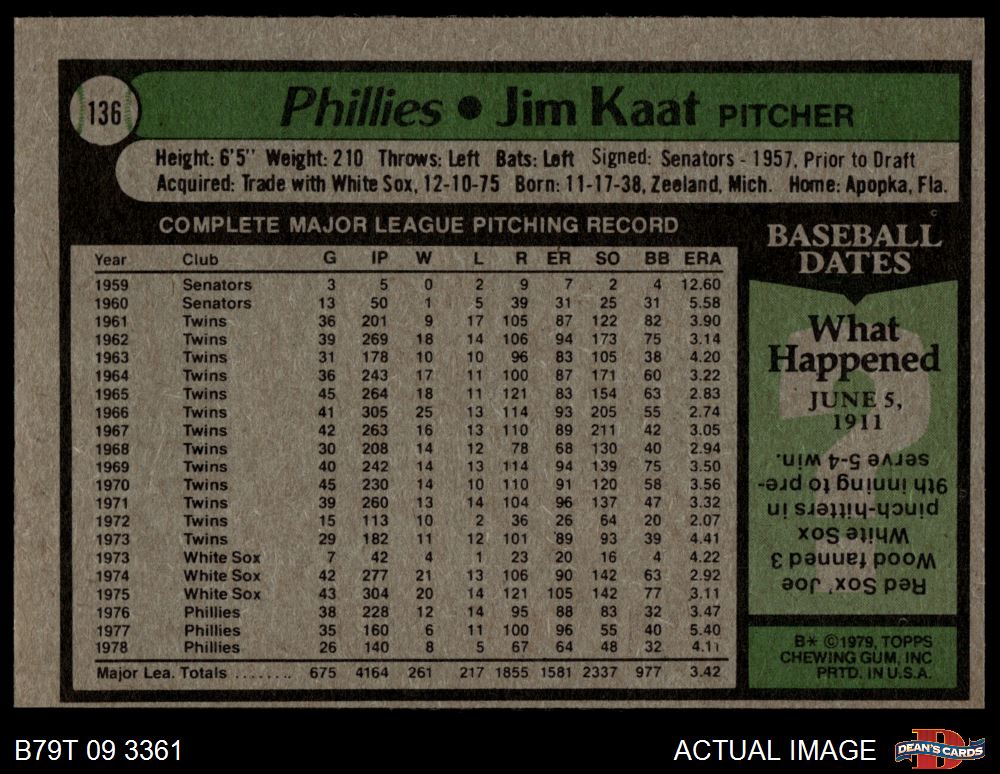 136
Phillies • Jim Kaat PITCHER
Height: 6'5" Weight: 210 Throws: Left Bats: Left Signed: Senators - 1957, Prior to Draft
Acquired: Trade with White Sox, 12-10-75 Born: 11-17-38, Zeeland, Mich. Home: Apopka, Fla.
COMPLETE MAJOR LEAGUE PITCHING RECORD
Year Club G IP W L R ER SO BB ERA
1959 Senators 3 5 0 2 9 7 2 4 12.60
1960 Senators 13 50 1 5 39 31 25 31 5.58
1961 Twins 36 201 9 17 105 87 122 82 3.90
1962 Twins 39 269 18 14 106 94 173 75 3.14
1963 Twins 31 178 10 10 96 83 105 38 4.20
1964 Twins 36 243 17 11 100 87 171 60 3.22
1965 Twins 45 264 18 11 121 83 154 63 2.83
1966 Twins 41 305 25 13 114 93 205 55 2.74
1967 Twins 42 263 16 13 110 89 211 42 3.05
1968 Twins 30 208 14 12 78 68 130 40 2.94
1969 Twins 40 242 14 13 114 94 139 75 3.50
1970 Twins 45 230 14 10 110 91 120 58 3.56
1971 Twins 39 260 13 14 104 96 137 47 3.32
1972 Twins 15 113 10 2 36 26 64 20 2.07
1973 Twins 29 182 11 12 101 89 93 39 4.41
1973 White Sox 7 42 4 1 23 20 16 4 4.22
1974 White Sox 42 277 21 13 106 90 142 63 2.92
1975 White Sox 43 304 20 14 121 105 142 77 3.11
1976 Phillies 38 228 12 14 95 88 83 32 3.47
1977 Phillies 35 160 6 11 100 96 55 40 5.40
1978 Phillies 26 140 8 5 67 64 48 32 4.11
Major Lea. Totals ........ 675 4164 261 217 1855 1581 2337 977 3.42
©
BASEBALL
DATES
What
Happened
JUNE 5,
1911
?
Red Sox' Joe
Wood fanned 3
White Sox
pinch-hitters in
9th inning to pre-
serve 5-4 win.
B* ©1979, TOPPS
CHEWING GUM, INC
PRTD. IN U.S.A.
B79T 09 3361
ACTUAL IMAGE
DEAN'S CARDS